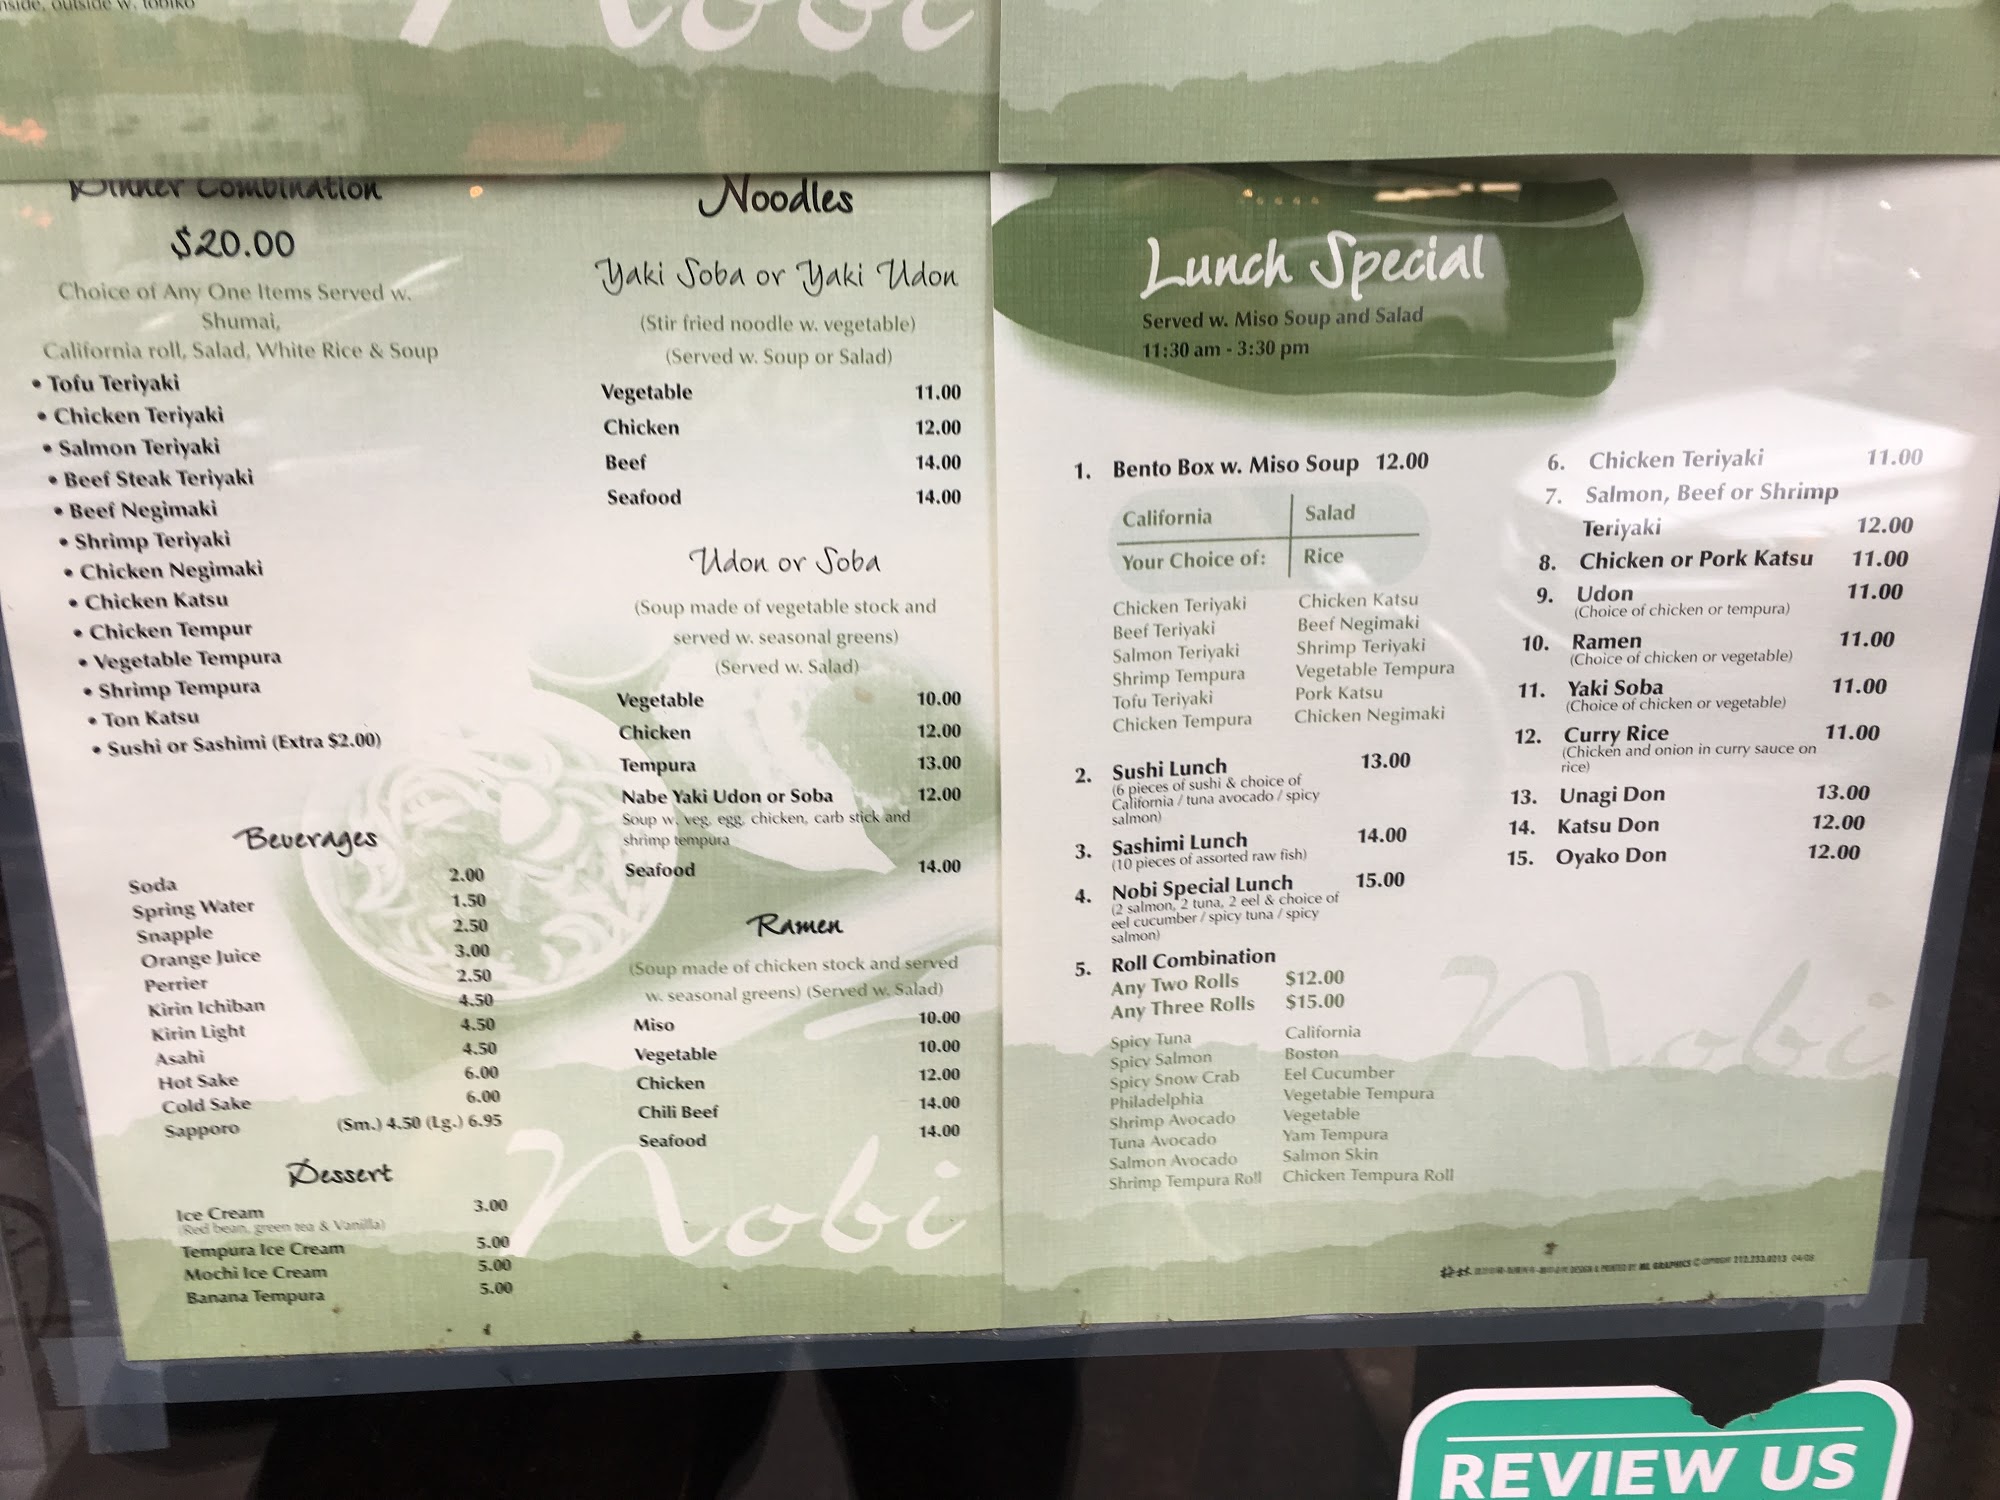 nside, outside w. tobiko
Nobi
Dinner Combination
$20.00
Choice of Any One Items Served w.
Shumai,
California roll, Salad, White Rice & Soup
• Tofu Teriyaki
• Chicken Teriyaki
• Salmon Teriyaki
• Beef Steak Teriyaki
• Beef Negimaki
• Shrimp Teriyaki
• Chicken Negimaki
• Chicken Katsu
• Chicken Tempur
• Vegetable Tempura
• Shrimp Tempura
• Ton Katsu
• Sushi or Sashimi (Extra $2.00)
Beverages
Soda 2.00
Spring Water 1.50
Snapple 2.50
Orange Juice 3.00
Perrier 2.50
Kirin Ichiban 4.50
Kirin Light 4.50
Asahi 4.50
Hot Sake 6.00
Cold Sake 6.00
Sapporo (Sm.) 4.50 (Lg.) 6.95
Dessert
Ice Cream 3.00
(Red bean, green tea & Vanilla)
Tempura Ice Cream 5.00
Mochi Ice Cream 5.00
Banana Tempura 5.00
Noodles
Yaki Soba or Yaki Udon
(Stir fried noodle w. vegetable)
(Served w. Soup or Salad)
Vegetable 11.00
Chicken 12.00
Beef 14.00
Seafood 14.00
Udon or Soba
(Soup made of vegetable stock and
served w. seasonal greens)
(Served w. Salad)
Vegetable 10.00
Chicken 12.00
Tempura 13.00
Nabe Yaki Udon or Soba 12.00
Soup w. veg, egg, chicken, carb stick and
shrimp tempura
Seafood 14.00
Ramen
(Soup made of chicken stock and served
w. seasonal greens) (Served w. Salad)
Miso 10.00
Vegetable 10.00
Chicken 12.00
Chili Beef 14.00
Seafood 14.00
Nobi
Lunch Special
Served w. Miso Soup and Salad
11:30 am - 3:30 pm
1. Bento Box w. Miso Soup 12.00
California Salad
Your Choice of: Rice
Chicken Teriyaki Chicken Katsu
Beef Teriyaki Beef Negimaki
Salmon Teriyaki Shrimp Teriyaki
Shrimp Tempura Vegetable Tempura
Tofu Teriyaki Pork Katsu
Chicken Tempura Chicken Negimaki
2. Sushi Lunch 13.00
(6 pieces of sushi & choice of
California / tuna avocado / spicy
salmon)
3. Sashimi Lunch 14.00
(10 pieces of assorted raw fish)
4. Nobi Special Lunch 15.00
(2 salmon, 2 tuna, 2 eel & choice of
eel cucumber / spicy tuna / spicy
salmon)
5. Roll Combination
Any Two Rolls $12.00
Any Three Rolls $15.00
Spicy Tuna California
Spicy Salmon Boston
Spicy Snow Crab Eel Cucumber
Philadelphia Vegetable Tempura
Shrimp Avocado Vegetable
Tuna Avocado Yam Tempura
Salmon Avocado Salmon Skin
Shrimp Tempura Roll Chicken Tempura Roll
6. Chicken Teriyaki 11.00
7. Salmon, Beef or Shrimp
Teriyaki 12.00
8. Chicken or Pork Katsu 11.00
9. Udon 11.00
(Choice of chicken or tempura)
10. Ramen 11.00
(Choice of chicken or vegetable)
11. Yaki Soba 11.00
(Choice of chicken or vegetable)
12. Curry Rice 11.00
(Chicken and onion in curry sauce on
rice)
13. Unagi Don 13.00
14. Katsu Don 12.00
15. Oyako Don 12.00
Nobi
DESIGN & PRINTED BY GRAPHICS 212.233.0213
REVIEW US